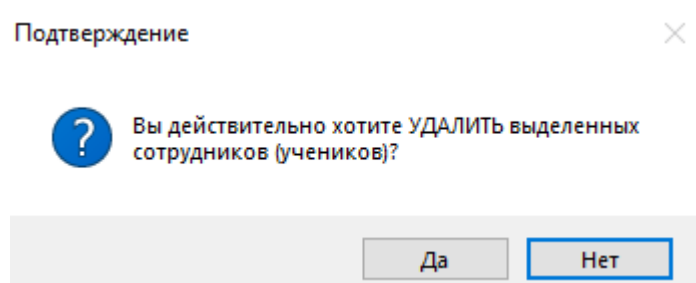 Подтверждение
Вы действительно хотите УДАЛИТЬ выделенных
сотрудников (учеников)?
Да
Нет